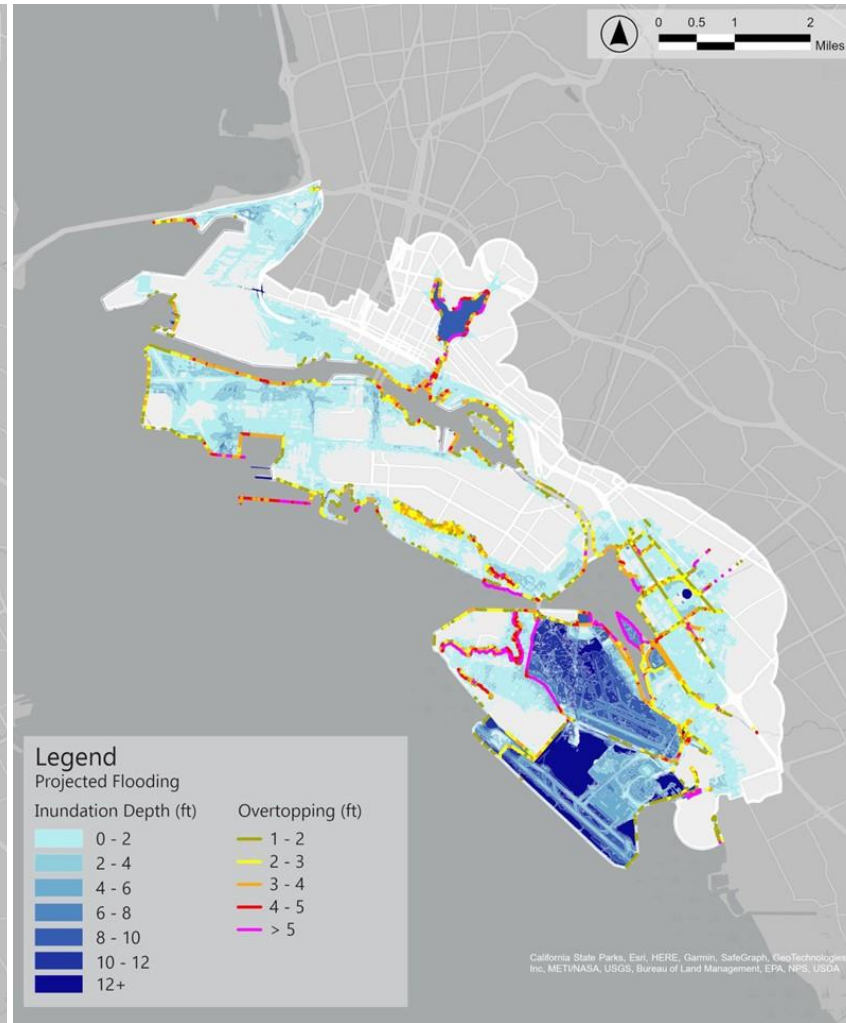 0 0.5 1 2
Miles
Legend
Projected Flooding
Inundation Depth (ft)
0 - 2
2 - 4
4 - 6
6 - 8
8 - 10
10 - 12
12+
Overtopping (ft)
1 - 2
2 - 3
3 - 4
4 - 5
> 5
California State Parks, Esri, HERE, Garmin, SafeGraph, GeoTechnologies
Inc, METI/NASA, USGS, Bureau of Land Management, EPA, NPS, USDA